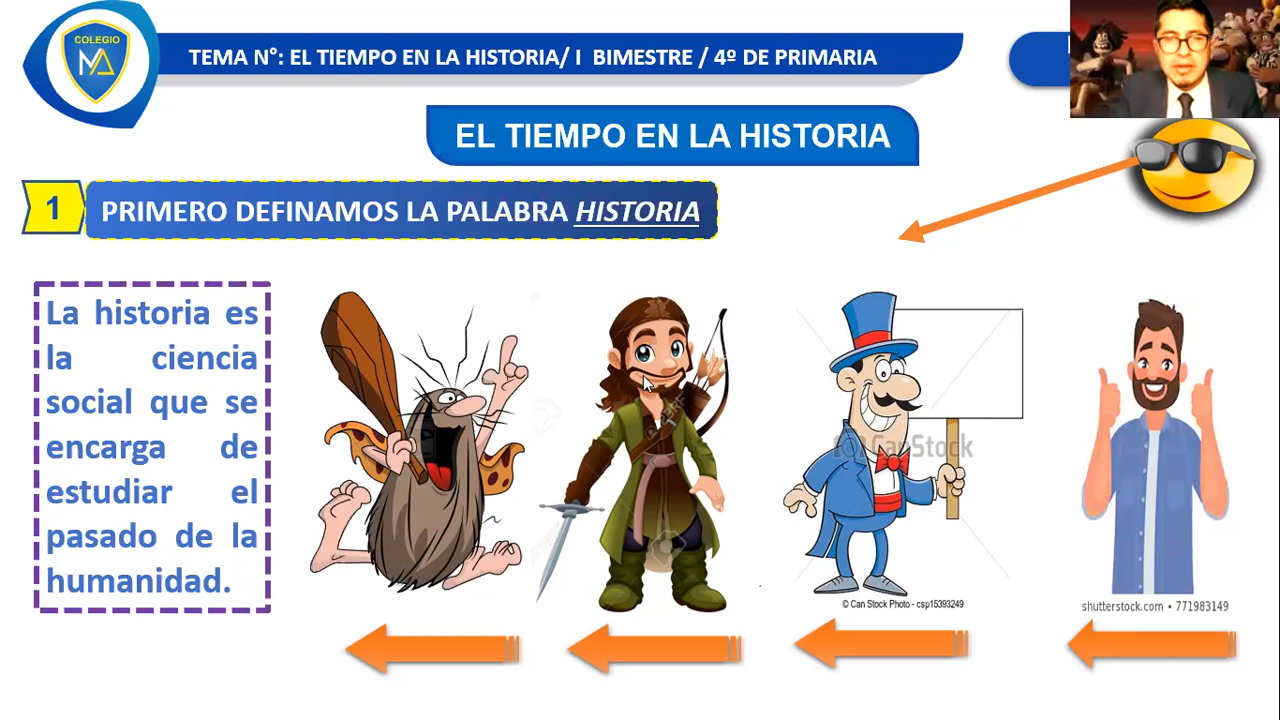 COLEGIO
MA
TEMA N°: EL TIEMPO EN LA HISTORIA/ I BIMESTRE / 4º DE PRIMARIA
EL TIEMPO EN LA HISTORIA
1
PRIMERO DEFINAMOS LA PALABRA HISTORIA
La historia es
la ciencia
social que se
encarga de
estudiar el
pasado de la
humanidad.
CanStock
© Can Stock Photo - csp15393249
shutterstock.com • 771983149